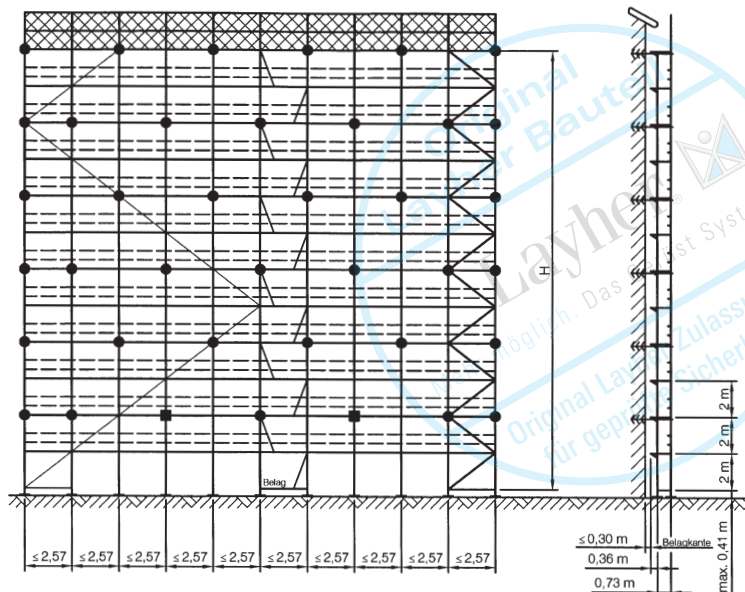 Original
Layher Bauteil
Layher®
Mehr möglich. Das Gerüst System.
Original Layher Zulassung
für geprüfte Sicherheit
H
Belag
2 m
2 m
2 m
max. 0,41 m
≤ 2,57 ≤ 2,57 ≤ 2,57 ≤ 2,57 ≤ 2,57 ≤ 2,57 ≤ 2,57 ≤ 2,57 ≤ 2,57 ≤ 2,57
≤ 0,30 m
Belagkante
0,36 m
0,73 m